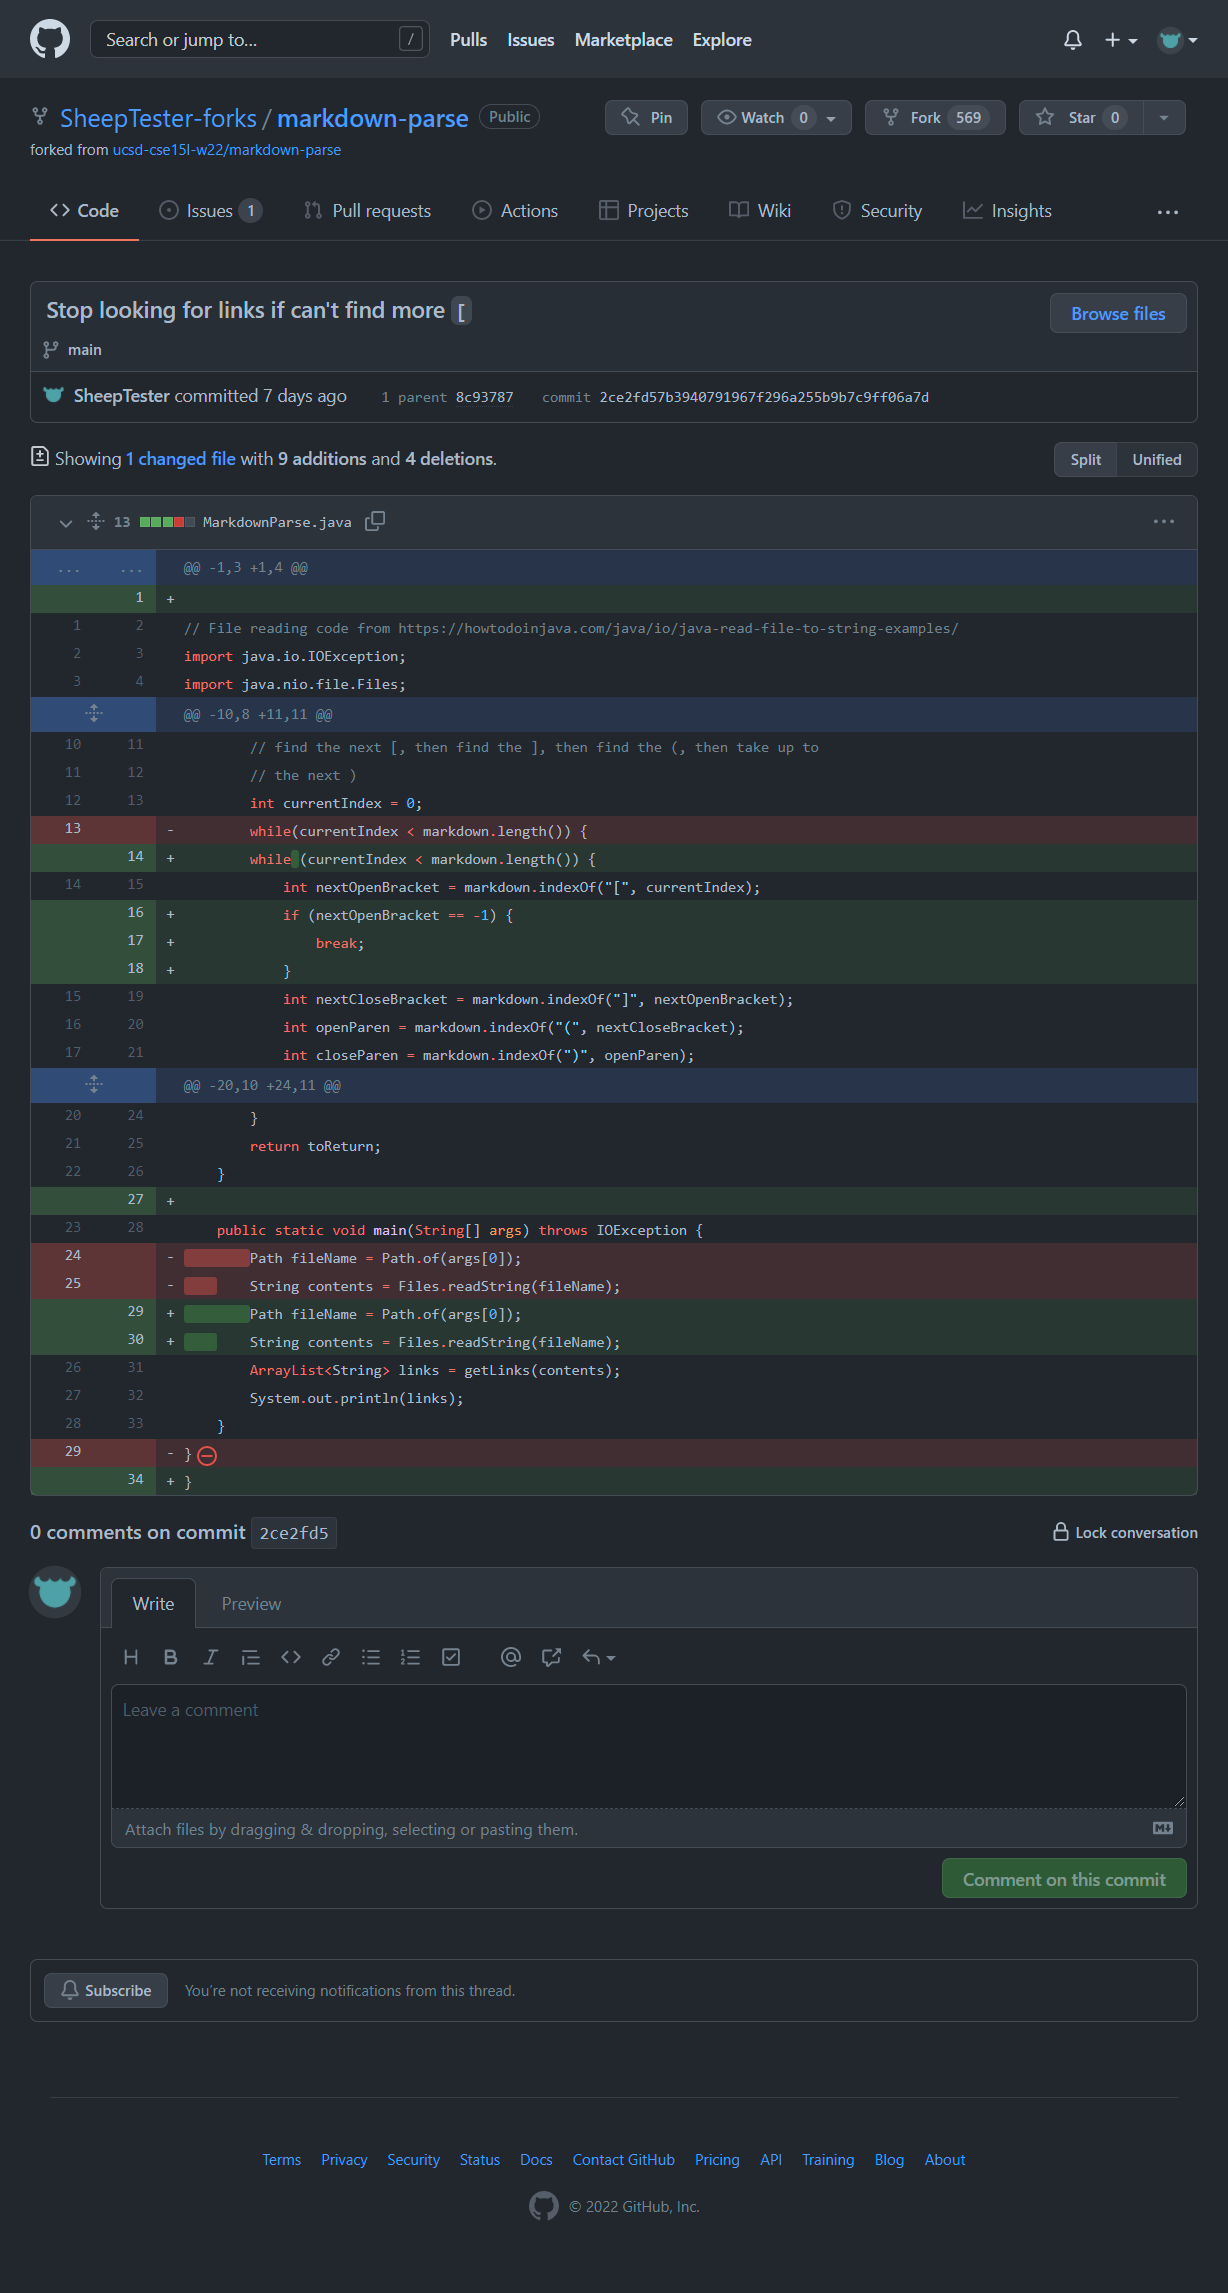 Search or jump to... /
Pulls Issues Marketplace Explore
SheepTester-forks / markdown-parse Public
Pin Watch 0 Fork 569 Star 0
forked from ucsd-cse15l-w22/markdown-parse
Code Issues 1 Pull requests Actions Projects Wiki Security Insights ...
Stop looking for links if can't find more [
Browse files
main
SheepTester committed 7 days ago 1 parent 8c93787 commit 2ce2fd57b3940791967f296a255b9b7c9ff06a7d
Showing 1 changed file with 9 additions and 4 deletions.
Split Unified
13 MarkdownParse.java ...
... ... @@ -1,3 +1,4 @@
1 +
1 2 // File reading code from https://howtodoinjava.com/java/io/java-read-file-to-string-examples/
2 3 import java.io.IOException;
3 4 import java.nio.file.Files;
@@ -10,8 +11,11 @@
10 11 // find the next [, then find the ], then find the (, then take up to
11 12 // the next )
12 13 int currentIndex = 0;
13 - while(currentIndex < markdown.length()) {
14 + while (currentIndex < markdown.length()) {
14 15 int nextOpenBracket = markdown.indexOf("[", currentIndex);
16 + if (nextOpenBracket == -1) {
17 + break;
18 + }
15 19 int nextCloseBracket = markdown.indexOf("]", nextOpenBracket);
16 20 int openParen = markdown.indexOf("(", nextCloseBracket);
17 21 int closeParen = markdown.indexOf(")", openParen);
@@ -20,10 +24,11 @@
20 24 }
21 25 return toReturn;
22 26 }
27 +
23 28 public static void main(String[] args) throws IOException {
24 - Path fileName = Path.of(args[0]);
25 - String contents = Files.readString(fileName);
29 + Path fileName = Path.of(args[0]);
30 + String contents = Files.readString(fileName);
26 31 ArrayList<String> links = getLinks(contents);
27 32 System.out.println(links);
28 33 }
29 - }
34 + }
0 comments on commit 2ce2fd5
Lock conversation
Write Preview
Leave a comment
Attach files by dragging & dropping, selecting or pasting them.
Comment on this commit
Subscribe You're not receiving notifications from this thread.
Terms Privacy Security Status Docs Contact GitHub Pricing API Training Blog About
© 2022 GitHub, Inc.